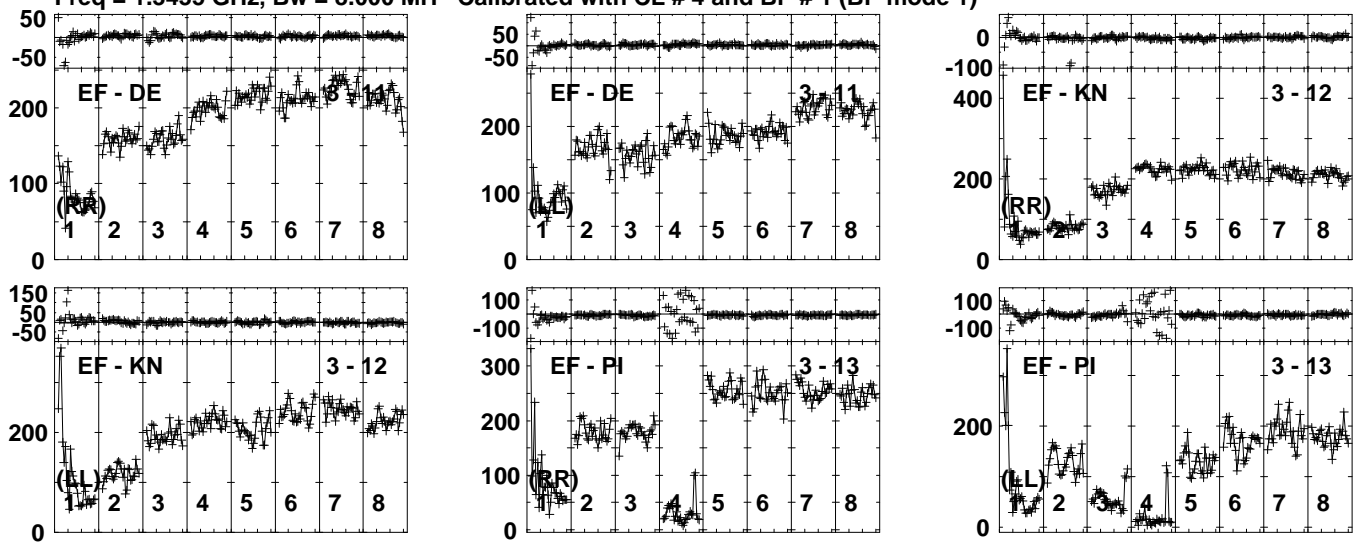 GHz, Bw =
Calibrated with CL # 4 and BP # 1 (BP mode 1)
50
-50
EF - DE
3 - 11
200
100
0
(RR)
1 2 3 4 5 6 7 8
50
-50
EF - DE
3 - 11
200
100
0
(LL)
1 2 3 4 5 6 7 8
0
-100
400
EF - KN
3 - 12
200
0
(RR)
1 2 3 4 5 6 7 8
150
50
-50
EF - KN
3 - 12
200
0
(LL)
1 2 3 4 5 6 7 8
100
-100
300
EF - PI
3 - 13
200
100
0
(RR)
1 2 3 4 5 6 7 8
100
-100
EF - PI
3 - 13
200
0
(LL)
1 2 3 4 5 6 7 8